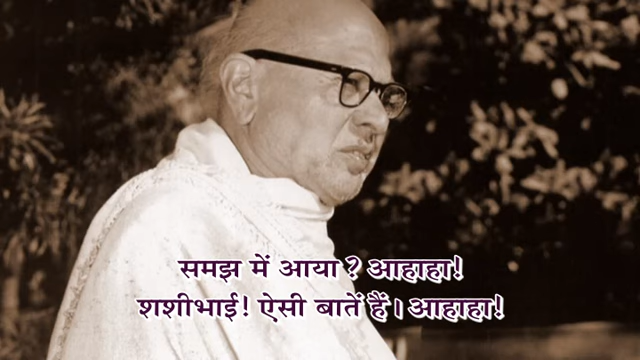 समझ में आया ? आहाहा!
शशीभाई! ऐसी बातें हैं । आहाहा!